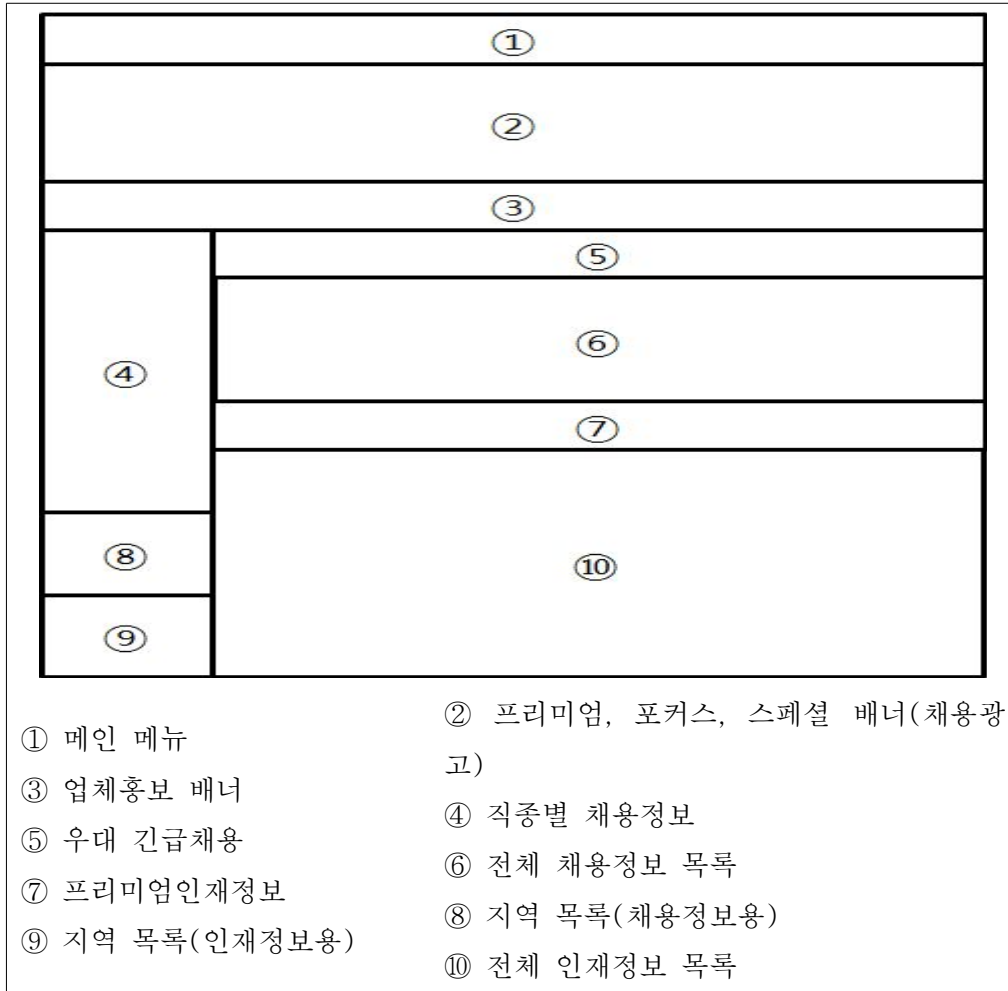 ①
②
③
⑤
④
⑥
⑦
⑧
⑩
⑨
① 메인 메뉴
③ 업체홍보 배너
⑤ 우대 긴급채용
⑦ 프리미엄인재정보
⑨ 지역 목록(인재정보용)
② 프리미엄, 포커스, 스페셜 배너(채용광
고)
④ 직종별 채용정보
⑥ 전체 채용정보 목록
⑧ 지역 목록(채용정보용)
⑩ 전체 인재정보 목록